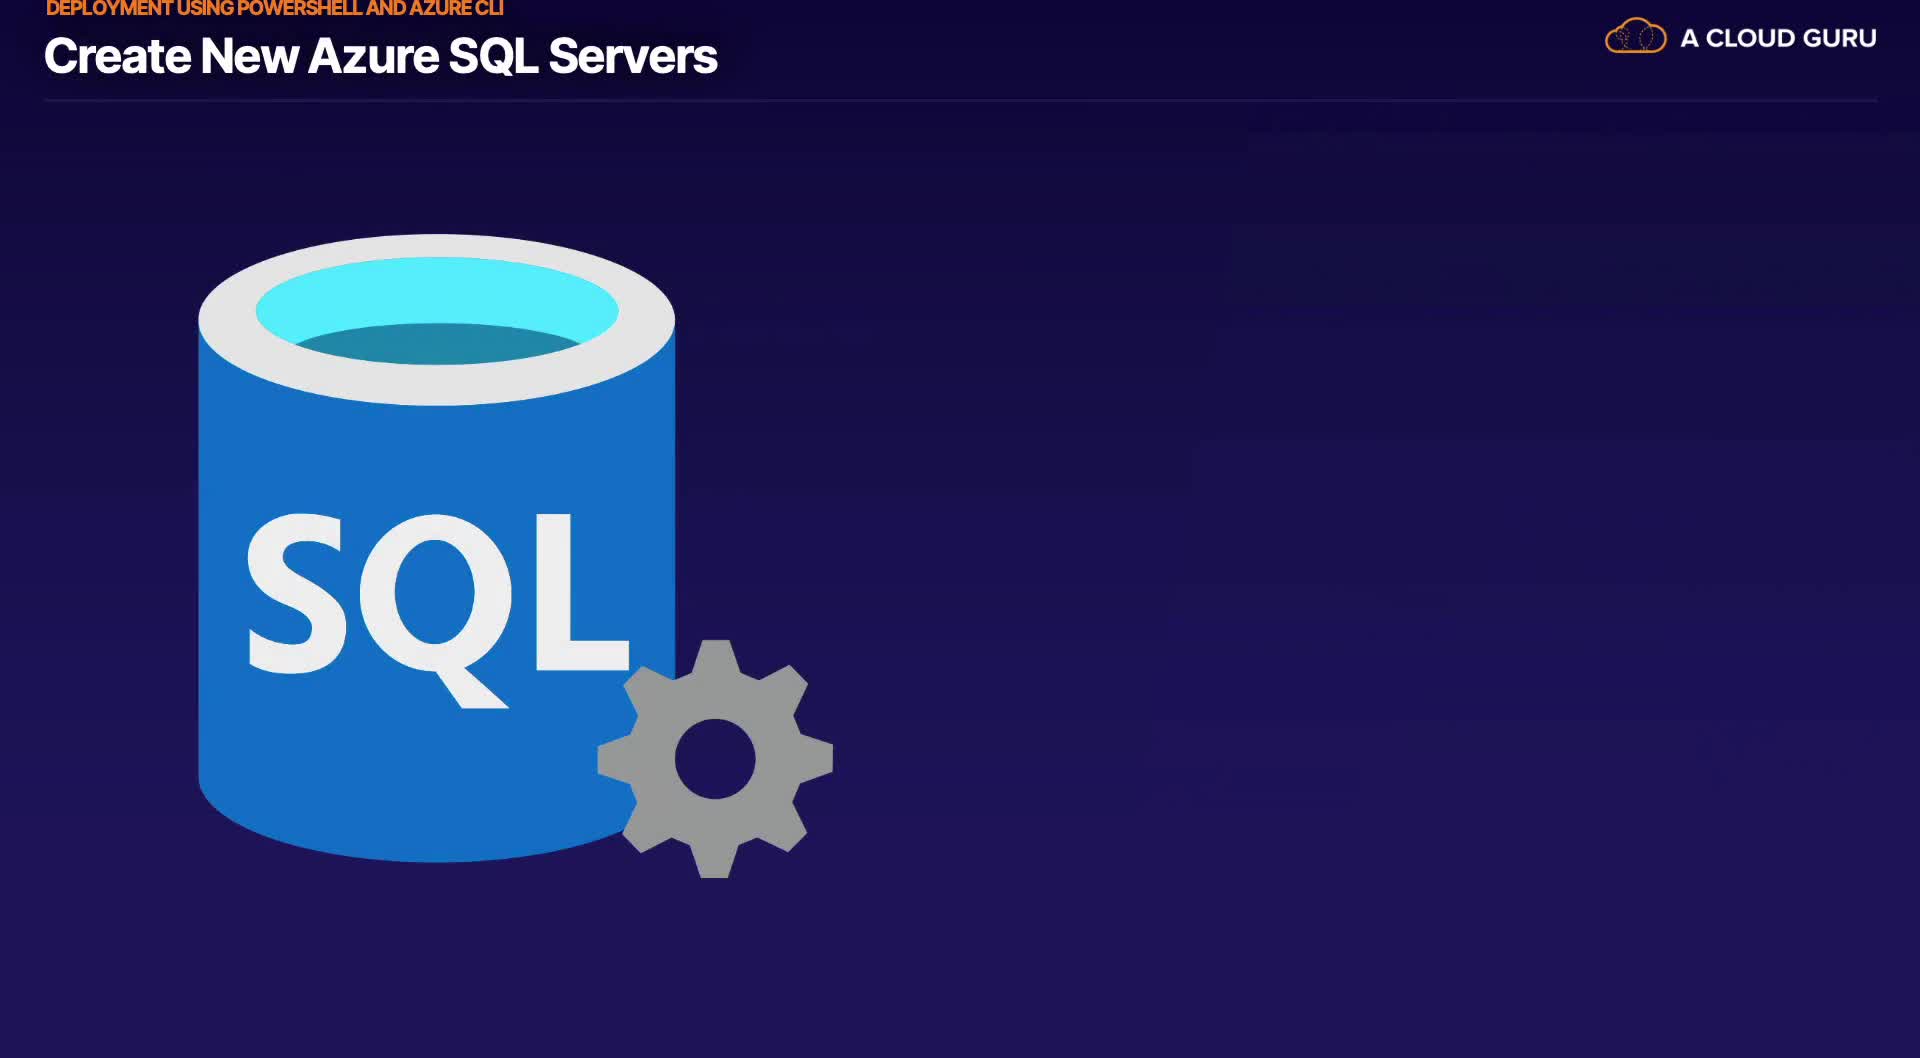 DEPLOYMENT USING POWERSHELL AND AZURE CLI
Create New Azure SQL Servers
A CLOUD GURU
SQL